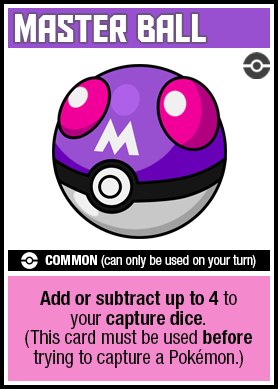 MASTER BALL
M
COMMON (can only be used on your turn)
Add or subtract up to 4 to
your capture dice.
(This card must be used before
trying to capture a Pokémon.)